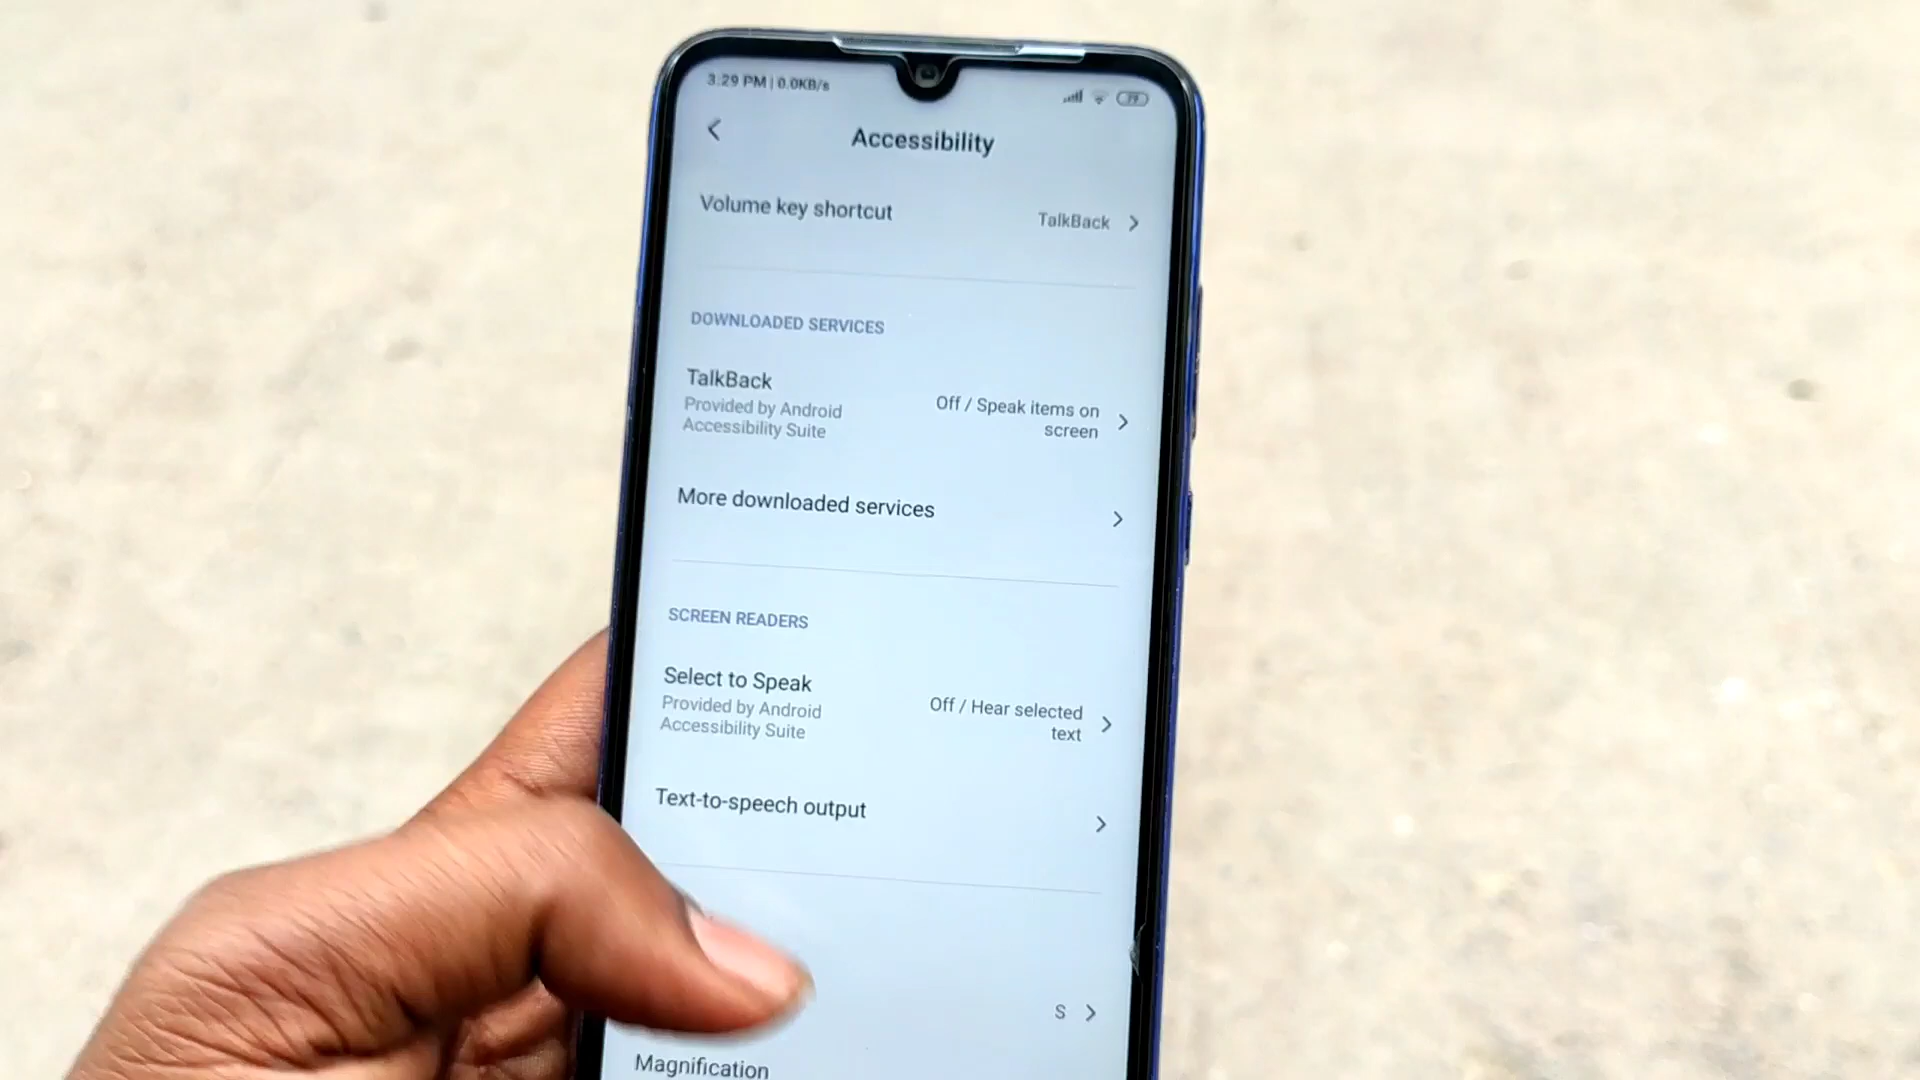 3:29 PM | 0.0KB/s
79
Accessibility
Volume key shortcut
TalkBack
DOWNLOADED SERVICES
TalkBack
Provided by Android
Accessibility Suite
Off / Speak items on
screen
More downloaded services
SCREEN READERS
Select to Speak
Provided by Android
Accessibility Suite
Off / Hear selected
text
Text-to-speech output
S
Magnification